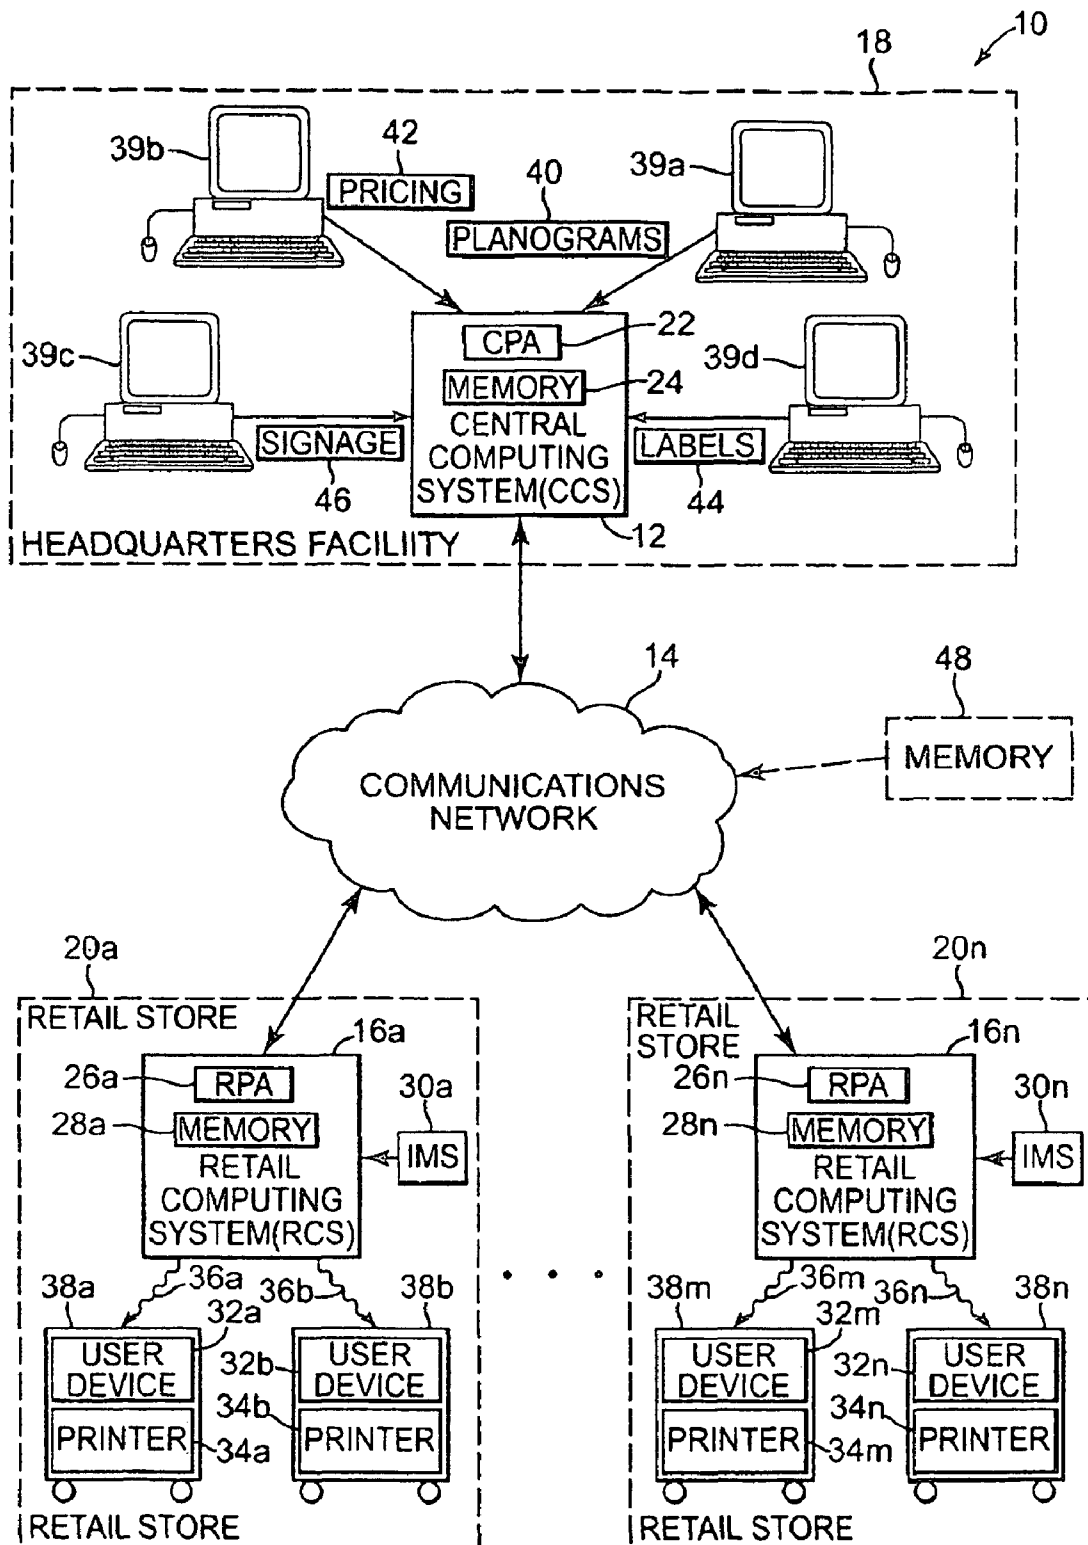 10
18
39b
42
PRICING
40
PLANOGRAMS
39a
39c
CPA
22
MEMORY
24
CENTRAL
COMPUTING
SYSTEM(CCS)
39d
SIGNAGE
46
LABELS
44
12
HEADQUARTERS FACILIITY
14
48
MEMORY
COMMUNICATIONS
NETWORK
20a
RETAIL STORE
16a
26a
RPA
30a
28a
MEMORY
IMS
RETAIL
COMPUTING
SYSTEM(RCS)
38a
36a
32a
36b
38b
USER
DEVICE
32b
USER
DEVICE
34b
PRINTER
34a
PRINTER
RETAIL STORE
• • •
20n
RETAIL
STORE
16n
26n
RPA
30n
28n
MEMORY
IMS
RETAIL
COMPUTING
SYSTEM(RCS)
38m
36m
32m
36n
38n
USER
DEVICE
32n
USER
DEVICE
34n
PRINTER
34m
PRINTER
RETAIL STORE